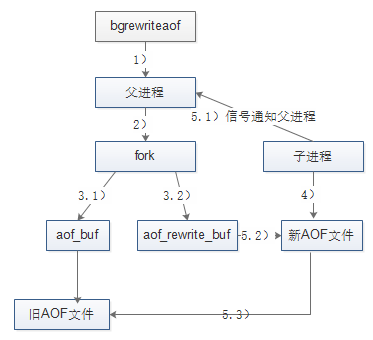 bgrewriteaof
1）
父进程
2）
5.1）信号通知父进程
fork
子进程
3.1）
3.2）
4）
aof_buf
aof_rewrite_buf
5.2）
新AOF文件
旧AOF文件
5.3）